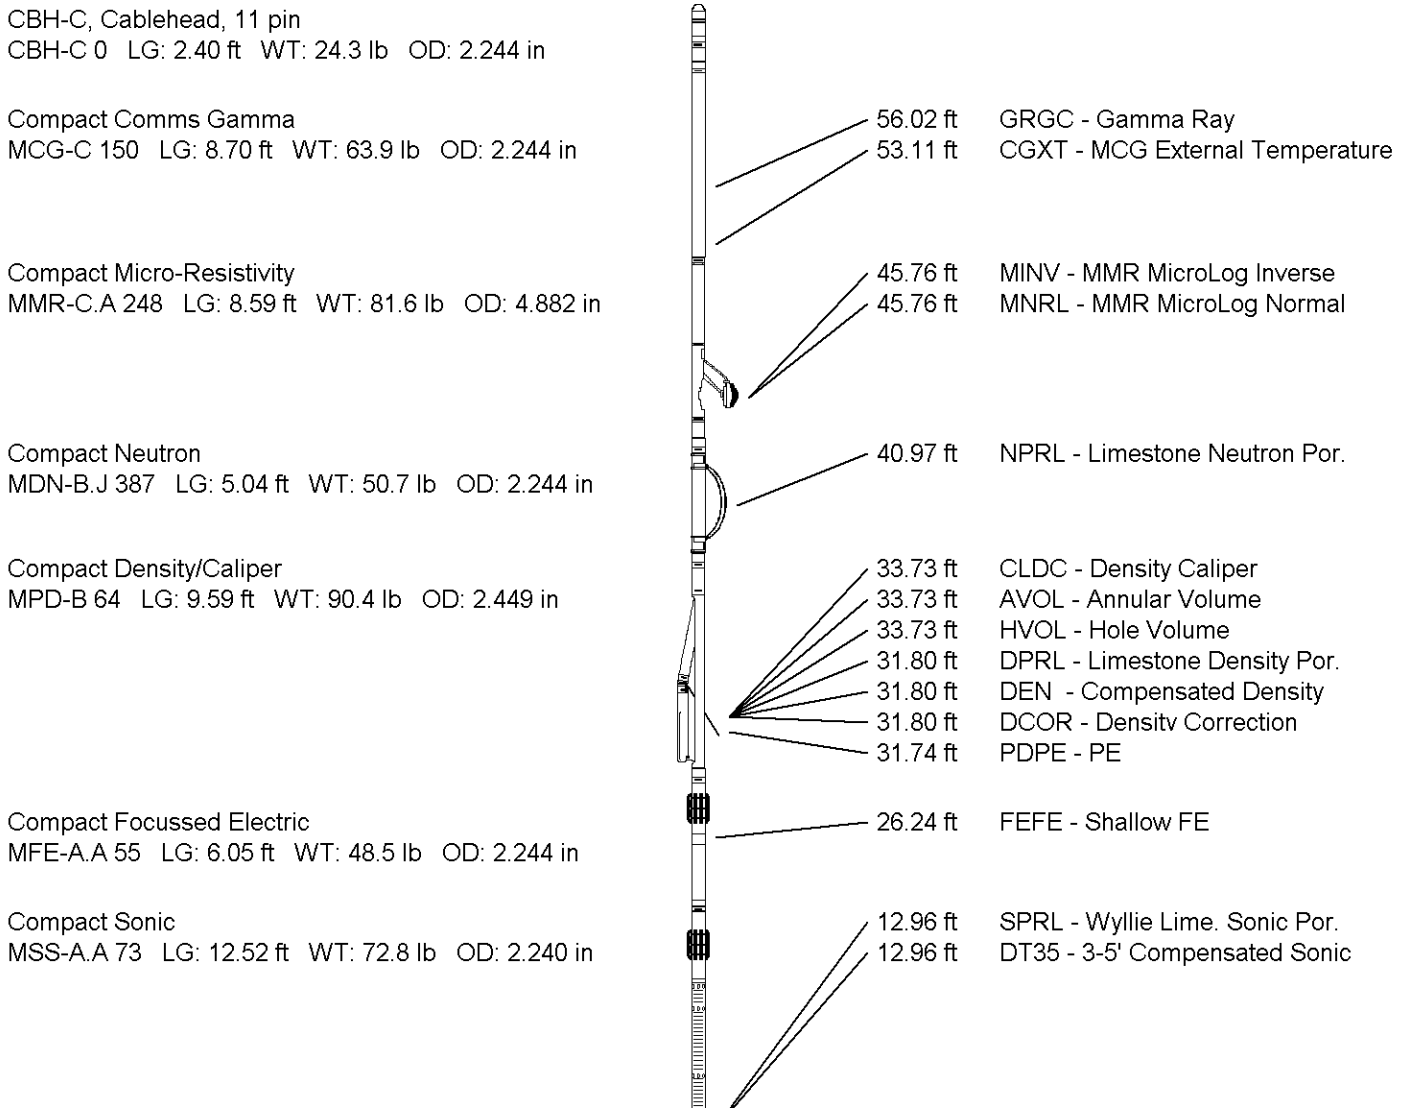 CBH-C, Cablehead, 11 pin
CBH-C 0 LG: 2.40 ft WT: 24.3 lb OD: 2.244 in
Compact Comms Gamma
MCG-C 150 LG: 8.70 ft WT: 63.9 lb OD: 2.244 in
56.02 ft GRGC - Gamma Ray
53.11 ft CGXT - MCG External Temperature
Compact Micro-Resistivity
MMR-C.A 248 LG: 8.59 ft WT: 81.6 lb OD: 4.882 in
45.76 ft MINV - MMR MicroLog Inverse
45.76 ft MNRL - MMR MicroLog Normal
Compact Neutron
MDN-B.J 387 LG: 5.04 ft WT: 50.7 lb OD: 2.244 in
40.97 ft NPRL - Limestone Neutron Por.
Compact Density/Caliper
MPD-B 64 LG: 9.59 ft WT: 90.4 lb OD: 2.449 in
33.73 ft CLDC - Density Caliper
33.73 ft AVOL - Annular Volume
33.73 ft HVOL - Hole Volume
31.80 ft DPRL - Limestone Density Por.
31.80 ft DEN - Compensated Density
31.80 ft DCOR - Density Correction
31.74 ft PDPE - PE
Compact Focussed Electric
MFE-A.A 55 LG: 6.05 ft WT: 48.5 lb OD: 2.244 in
26.24 ft FEFE - Shallow FE
Compact Sonic
MSS-A.A 73 LG: 12.52 ft WT: 72.8 lb OD: 2.240 in
12.96 ft SPRL - Wyllie Lime. Sonic Por.
12.96 ft DT35 - 3-5' Compensated Sonic